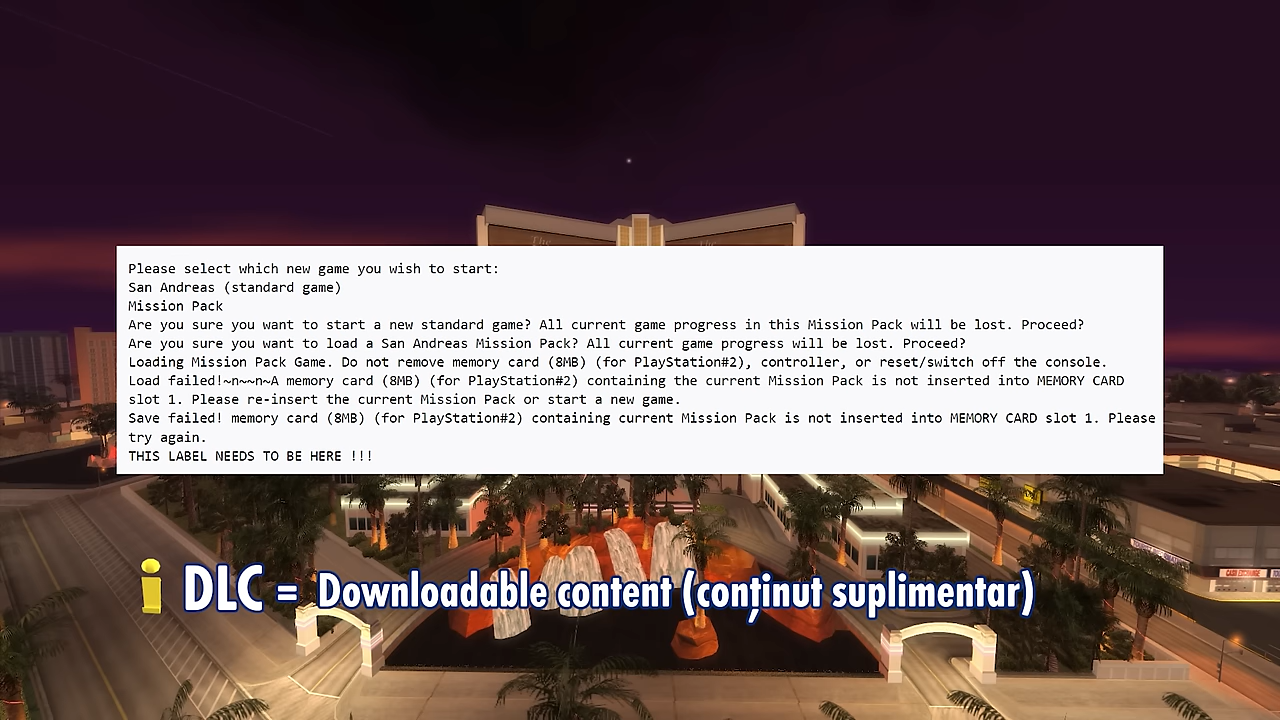 Please select which new game you wish to start:
San Andreas (standard game)
Mission Pack
Are you sure you want to start a new standard game? All current game progress in this Mission Pack will be lost. Proceed?
Are you sure you want to load a San Andreas Mission Pack? All current game progress will be lost. Proceed?
Loading Mission Pack Game. Do not remove memory card (8MB) (for PlayStation#2), controller, or reset/switch off the console.
Load failed!~n~~n~A memory card (8MB) (for PlayStation#2) containing the current Mission Pack is not inserted into MEMORY CARD
slot 1. Please re-insert the current Mission Pack or start a new game.
Save failed! memory card (8MB) (for PlayStation#2) containing current Mission Pack is not inserted into MEMORY CARD slot 1. Please
try again.
THIS LABEL NEEDS TO BE HERE !!!
i DLC = Downloadable content (conținut suplimentar)